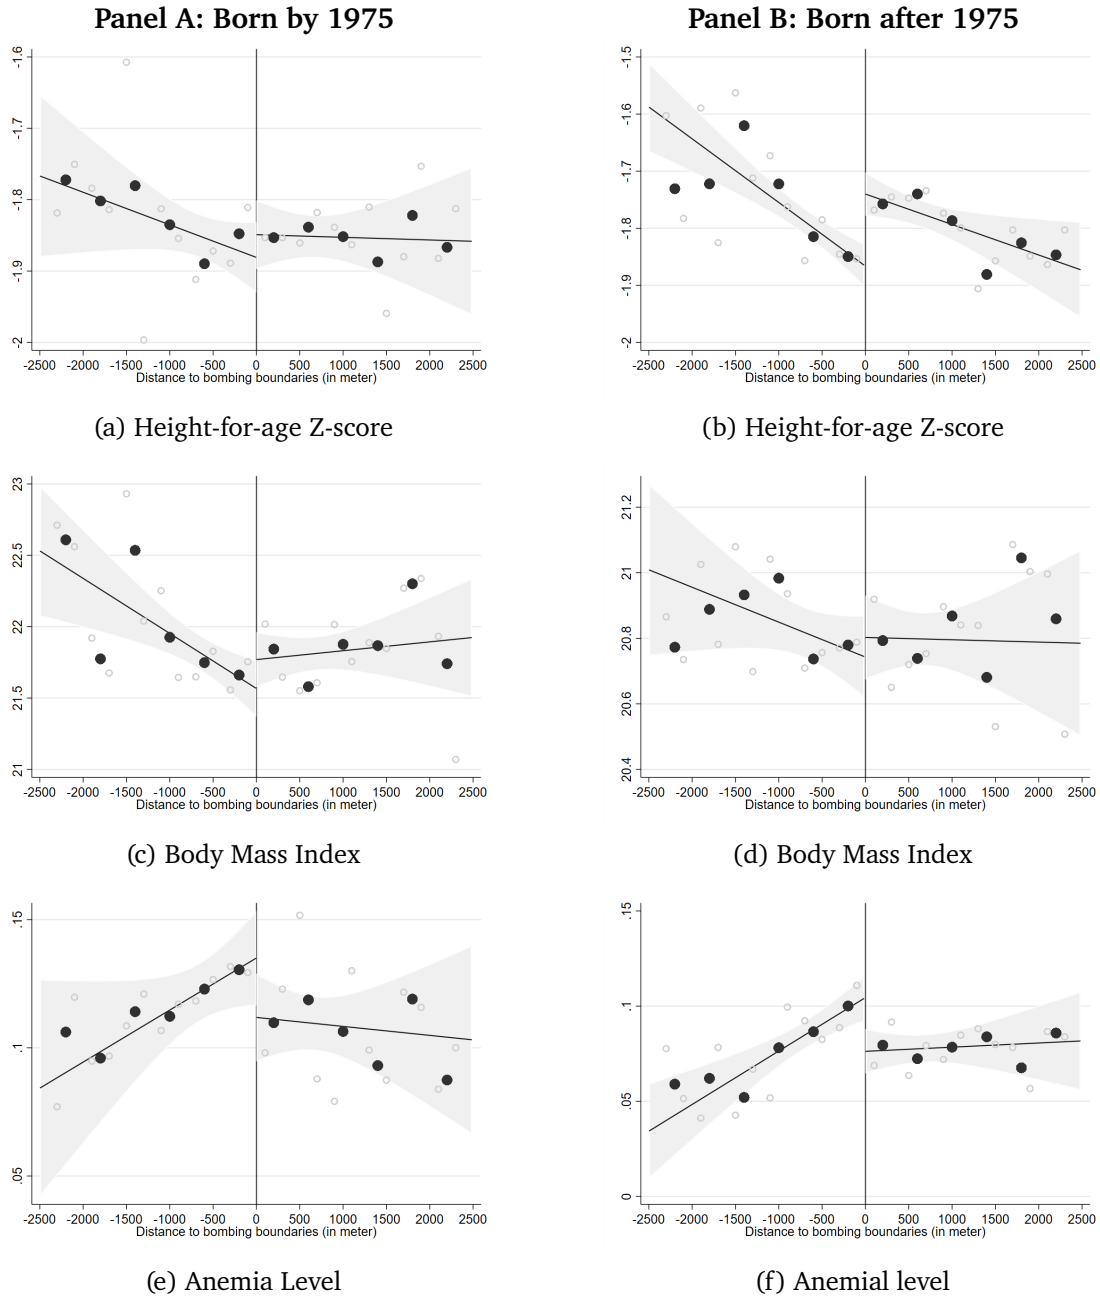 Panel A: Born by 1975
Panel B: Born after 1975
-1.6
-1.7
-1.8
-1.9
-2
-2500 -2000 -1500 -1000 -500 0 500 1000 1500 2000 2500
Distance to bombing boundaries (in meter)
(a) Height-for-age Z-score
-1.5
-1.6
-1.7
-1.8
-1.9
-2
-2500 -2000 -1500 -1000 -500 0 500 1000 1500 2000 2500
Distance to bombing boundaries (in meter)
(b) Height-for-age Z-score
23
22.5
22
21.5
21
-2500 -2000 -1500 -1000 -500 0 500 1000 1500 2000 2500
Distance to bombing boundaries (in meter)
(c) Body Mass Index
21.2
21
20.8
20.6
20.4
-2500 -2000 -1500 -1000 -500 0 500 1000 1500 2000 2500
Distance to bombing boundaries (in meter)
(d) Body Mass Index
.15
.1
.05
-2500 -2000 -1500 -1000 -500 0 500 1000 1500 2000 2500
Distance to bombing boundaries (in meter)
(e) Anemia Level
.15
.1
.05
0
-2500 -2000 -1500 -1000 -500 0 500 1000 1500 2000 2500
Distance to bombing boundaries (in meter)
(f) Anemial level